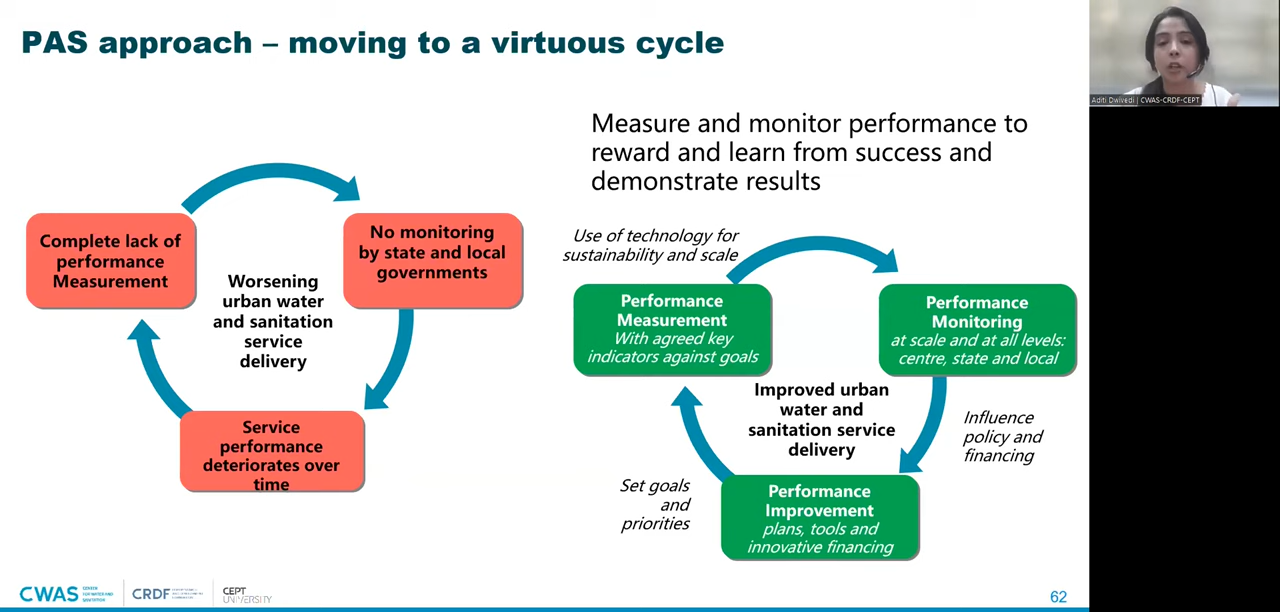 PAS approach – moving to a virtuous cycle
Aditi Dwivedi | CWAS-CRDF-CEPT
Complete lack of
performance
Measurement
No monitoring
by state and local
governments
Worsening
urban water
and sanitation
service
delivery
Service
performance
deteriorates over
time
Measure and monitor performance to
reward and learn from success and
demonstrate results
Use of technology for
sustainability and scale
Performance
Measurement
With agreed key
indicators against goals
Performance
Monitoring
at scale and at all levels:
centre, state and local
Improved urban
water and
sanitation service
delivery
Influence
policy and
financing
Set goals
and
priorities
Performance
Improvement
plans, tools and
innovative financing
CWAS
CENTER
FOR WATER AND
SANITATION
CRDF
CEPT
UNIVERSITY
62